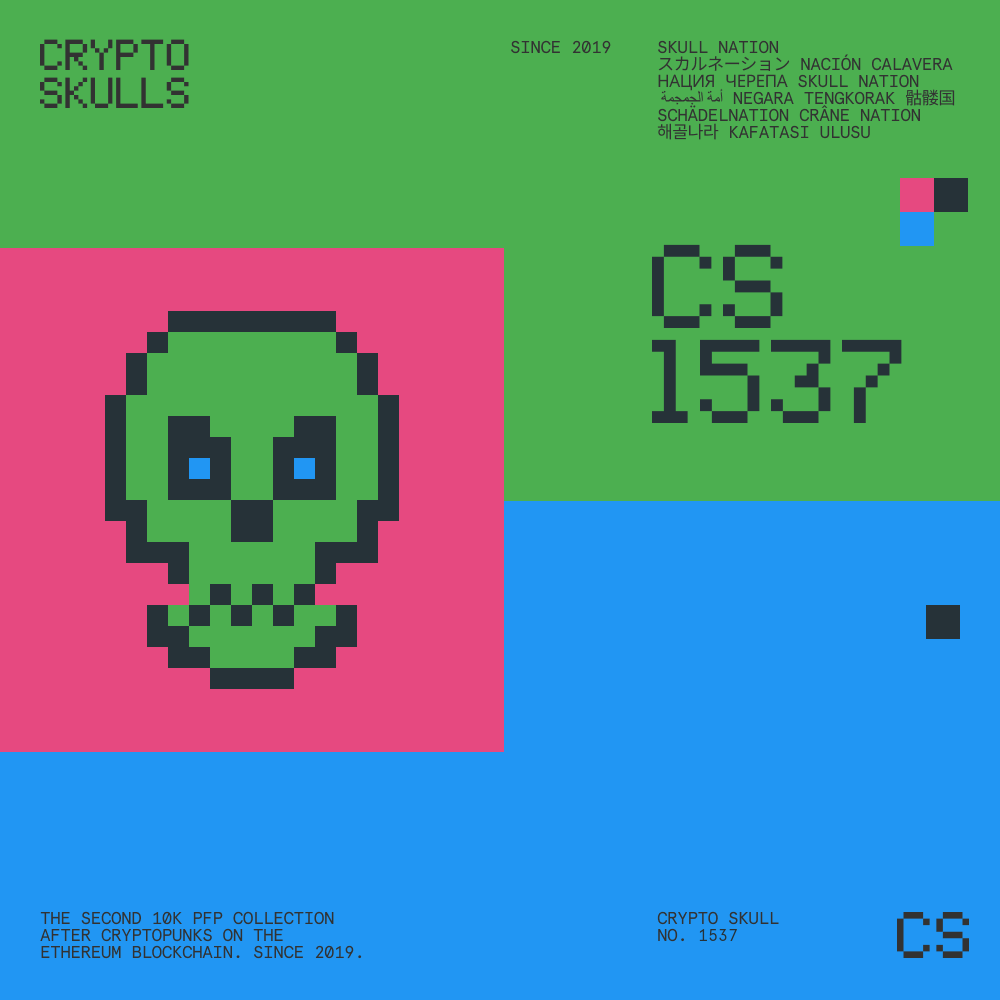 CRYPTO
SKULLS
SINCE 2019
SKULL NATION
スカルネーション NACIÓN CALAVERA
НАЦИЯ ЧЕРЕПА SKULL NATION
أمة الجمجمة NEGARA TENGKORAK 骷髅国
SCHÄDELNATION CRÂNE NATION
해골나라 KAFATASI ULUSU
CS
1537
THE SECOND 10K PFP COLLECTION
AFTER CRYPTOPUNKS ON THE
ETHEREUM BLOCKCHAIN. SINCE 2019.
CRYPTO SKULL
NO. 1537
CS